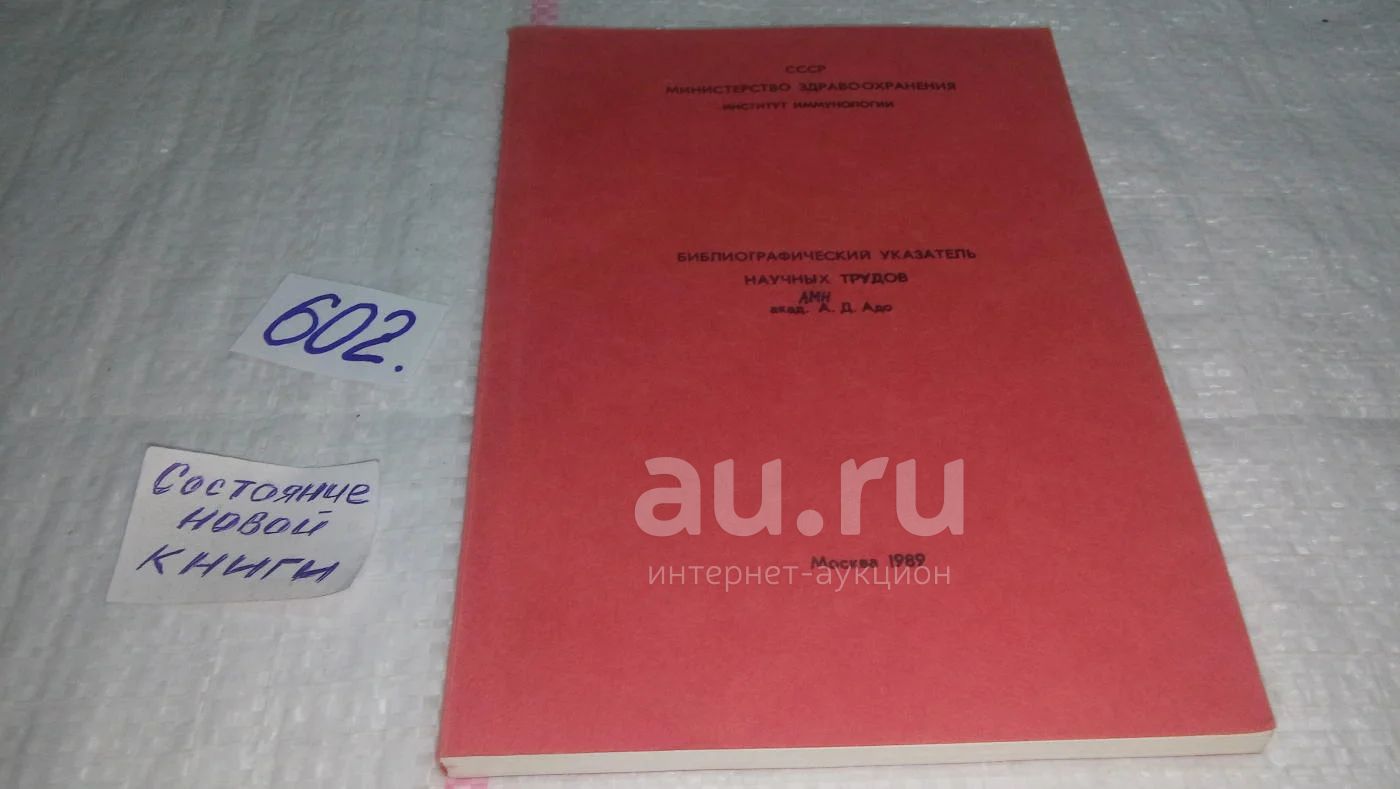 СССР
МИНИСТЕРСТВО ЗДРАВООХРАНЕНИЯ
ИНСТИТУТ ИММУНОЛОГИИ
БИБЛИОГРАФИЧЕСКИЙ УКАЗАТЕЛЬ
НАУЧНЫХ ТРУДОВ
АМН
акад. А. Д. Адо
602.
Состояние
новой
книги
au.ru
Москва 1989
интернет-аукцион